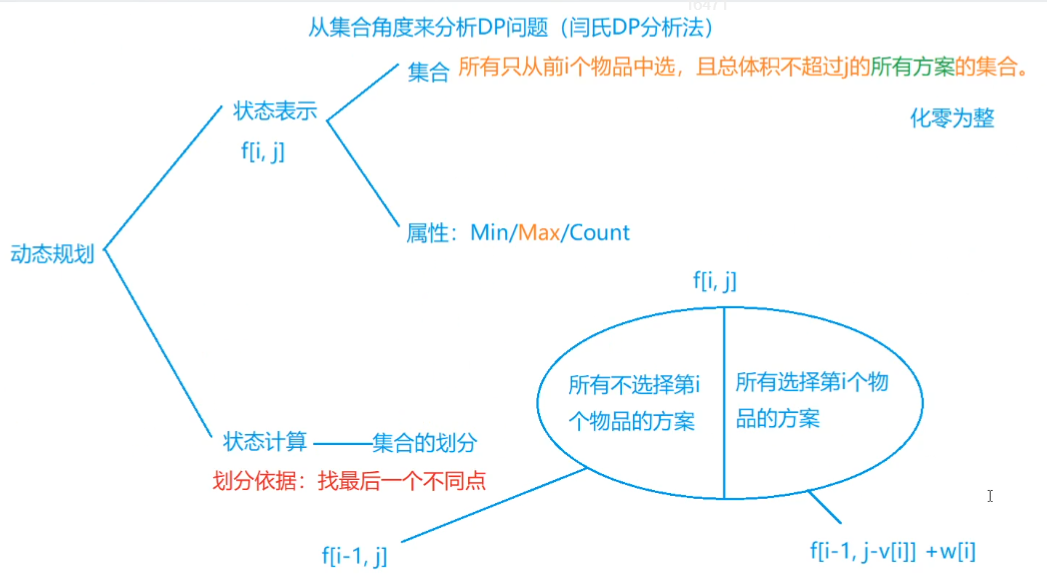 从集合角度来分析DP问题（闫氏DP分析法）
集合 所有只从前i个物品中选，且总体积不超过j的所有方案的集合。
状态表示
化零为整
f[i, j]
属性：Min/Max/Count
动态规划
f[i, j]
所有不选择第i
个物品的方案
所有选择第i个物
品的方案
状态计算
集合的划分
划分依据：找最后一个不同点
f[i-1, j]
f[i-1, j-v[i]] +w[i]